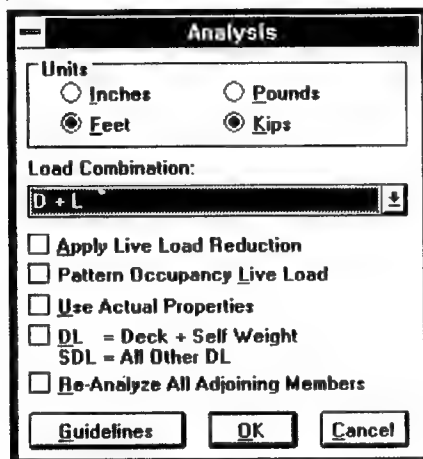 Analysis
Units
Inches Pounds
Feet Kips
Load Combination:
D + L
Apply Live Load Reduction
Pattern Occupancy Live Load
Use Actual Properties
DL = Deck + Self Weight
SDL = All Other DL
Re-Analyze All Adjoining Members
Guidelines OK Cancel